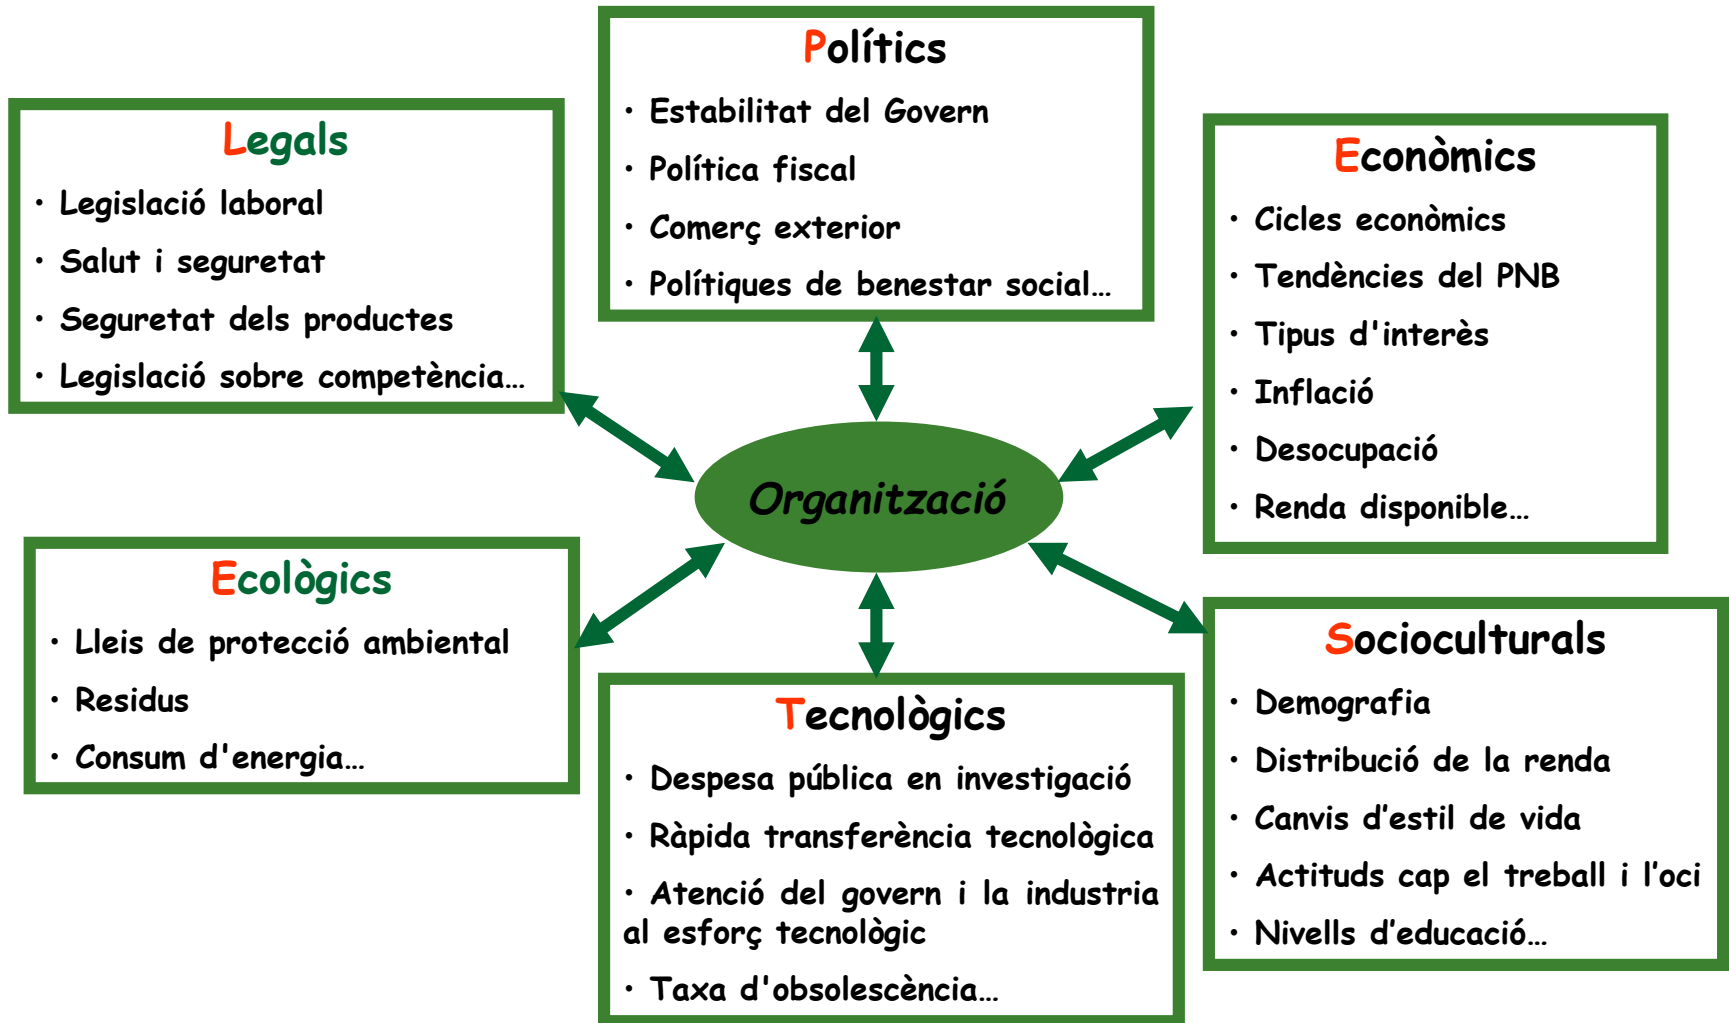 Polítics
· Estabilitat del Govern
· Política fiscal
· Comerç exterior
· Polítiques de benestar social…
Legals
· Legislació laboral
· Salut i seguretat
· Seguretat dels productes
· Legislació sobre competència…
Econòmics
· Cicles econòmics
· Tendències del PNB
· Tipus d'interès
· Inflació
· Desocupació
· Renda disponible…
Organització
Ecològics
· Lleis de protecció ambiental
· Residus
· Consum d'energia…
Tecnològics
· Despesa pública en investigació
· Ràpida transferència tecnològica
· Atenció del govern i la industria
al esforç tecnològic
· Taxa d'obsolescència…
Socioculturals
· Demografia
· Distribució de la renda
· Canvis d’estil de vida
· Actituds cap el treball i l’oci
· Nivells d’educació…